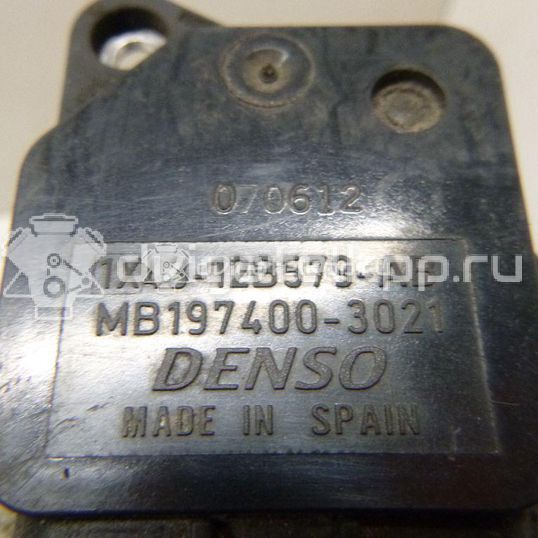 070612
MB197400-3021
DENSO
MADE IN SPAIN